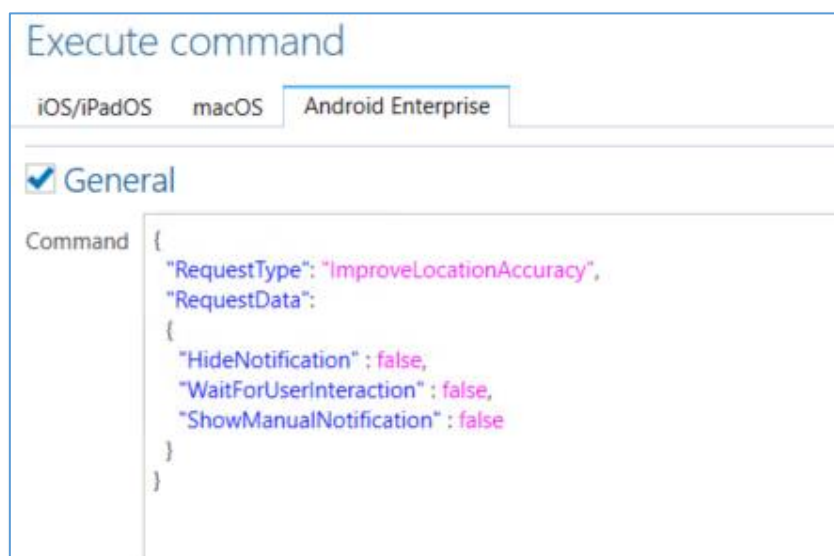 Execute command
iOS/iPadOS macOS Android Enterprise
General
Command {
"RequestType": "ImproveLocationAccuracy",
"RequestData":
{
"HideNotification" : false,
"WaitForUserInteraction" : false,
"ShowManualNotification" : false
}
}